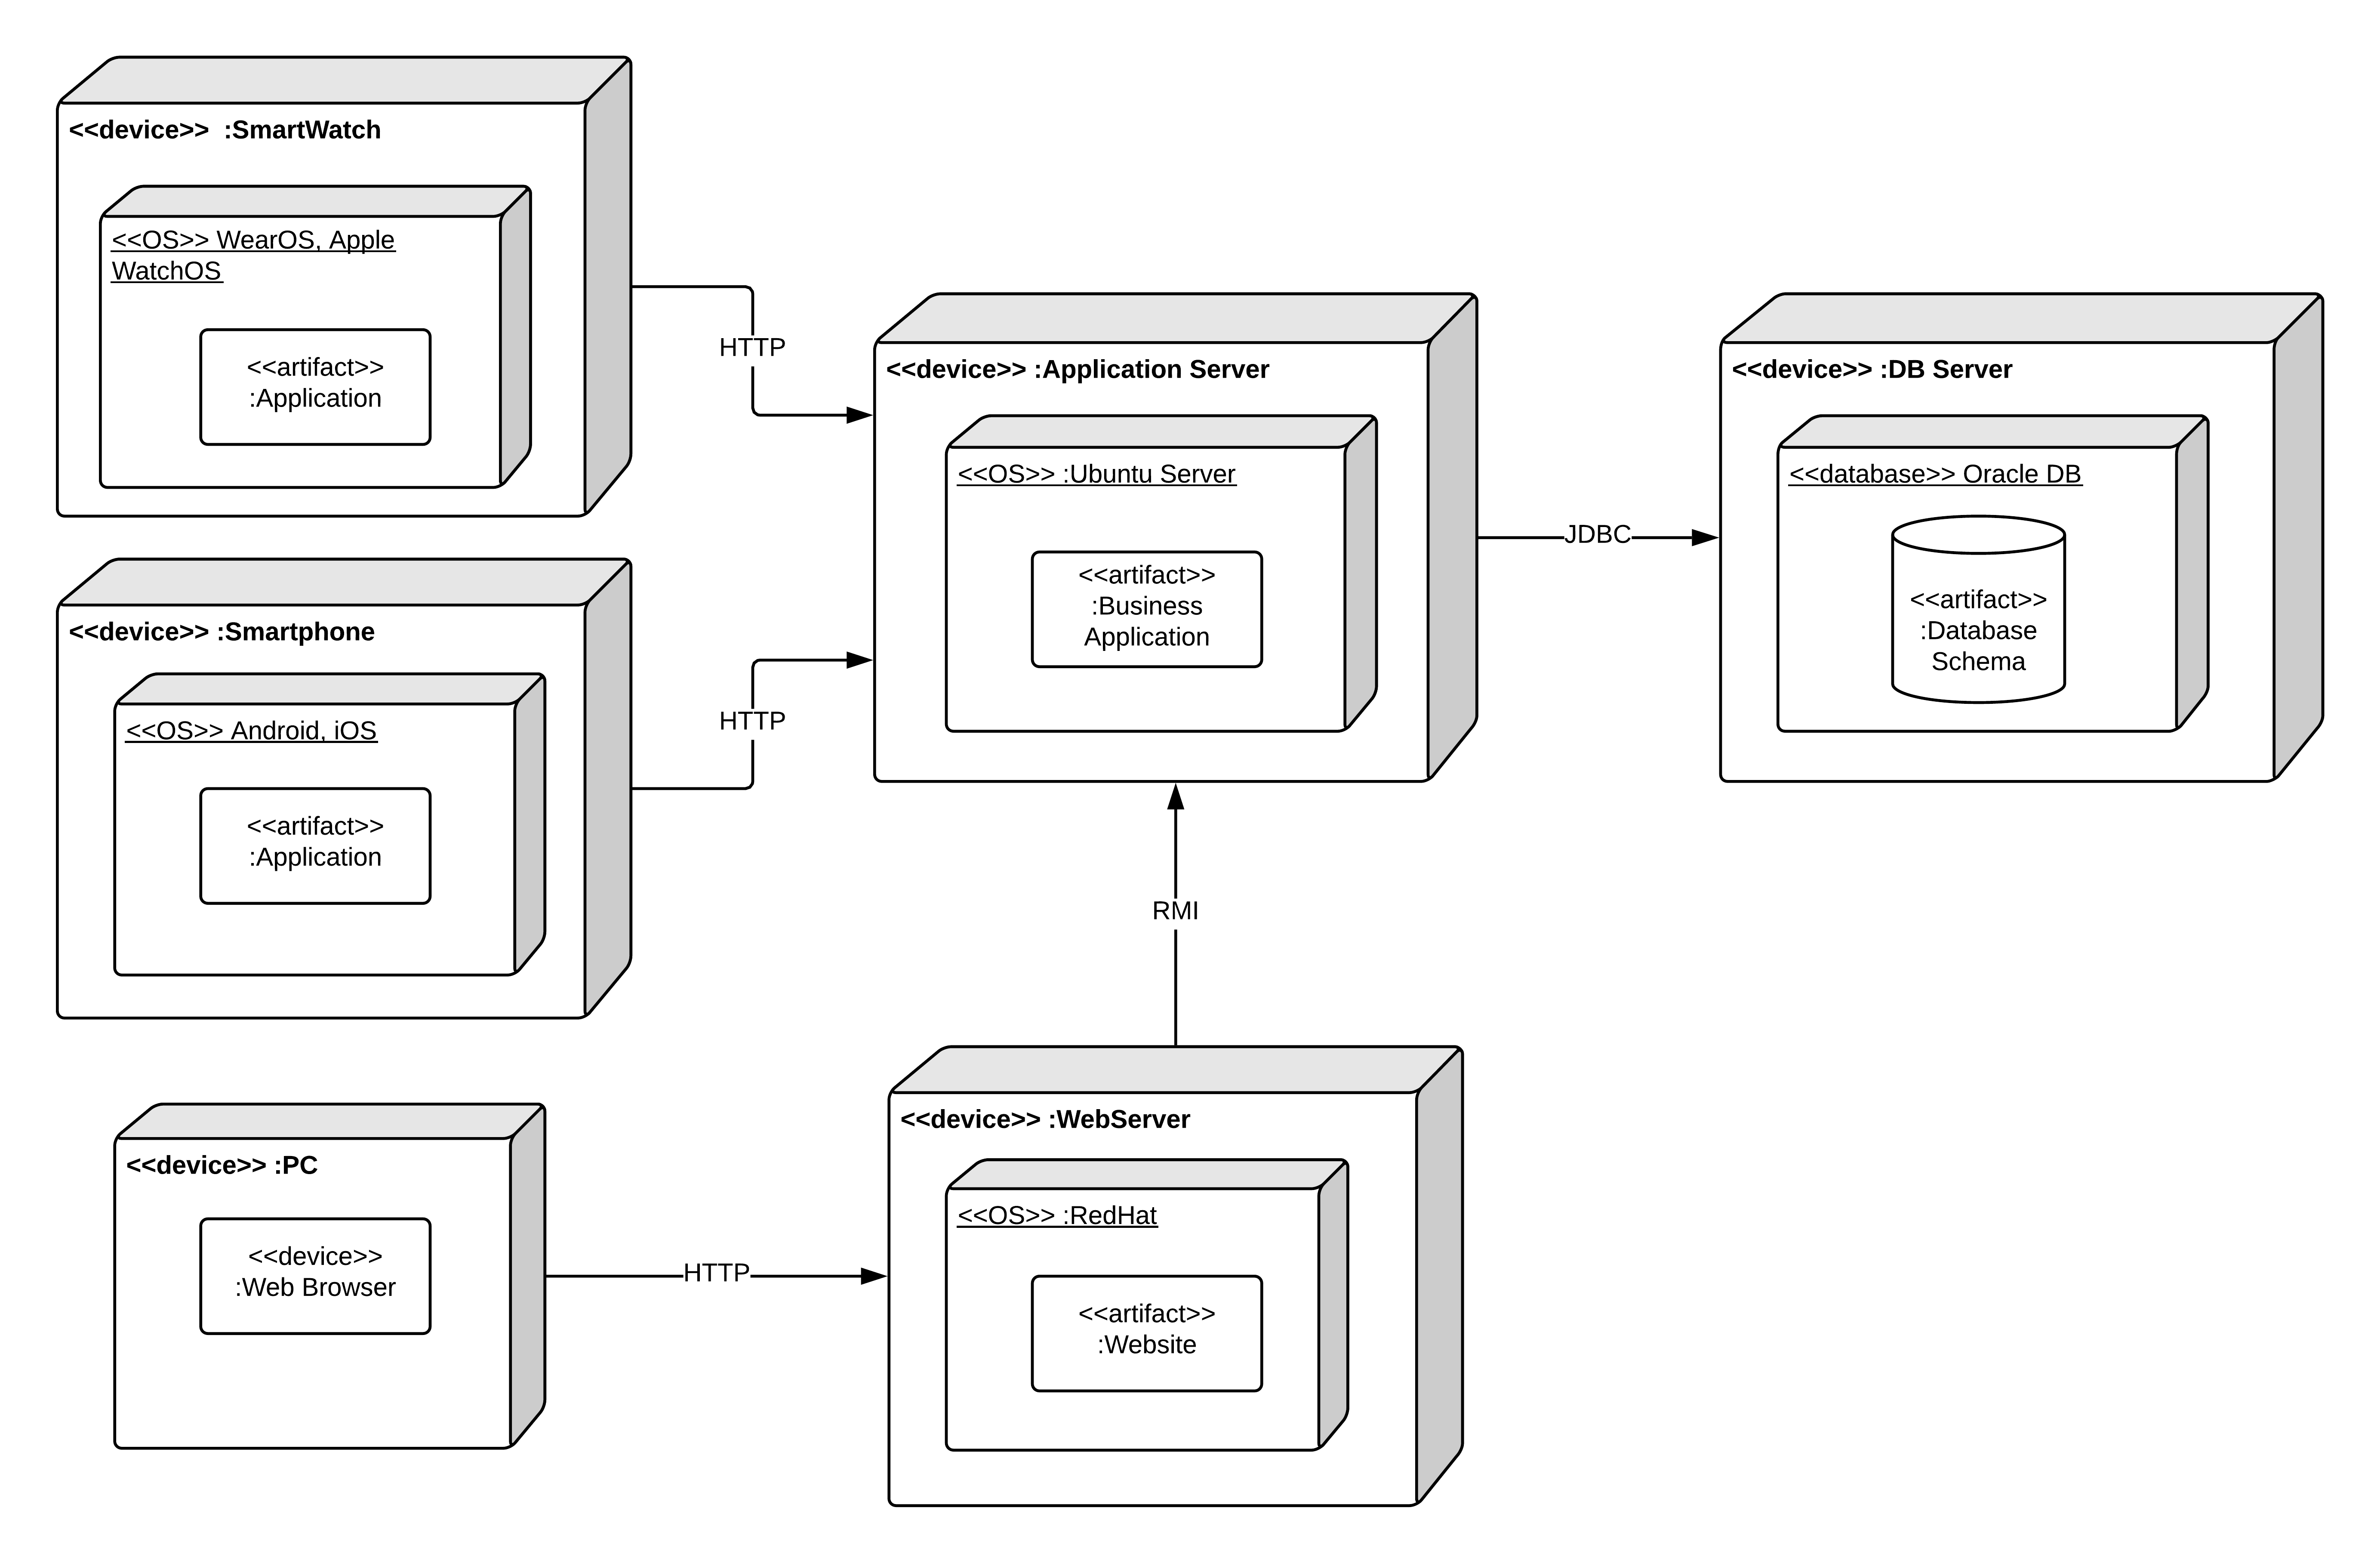 <<device>>  :SmartWatch
<<OS>> WearOS, Apple
WatchOS
<<artifact>>
:Application
HTTP
<<device>> :Smartphone
<<OS>> Android, iOS
<<artifact>>
:Application
HTTP
<<device>> :PC
<<device>>
:Web Browser
HTTP
<<device>> :Application Server
<<OS>> :Ubuntu Server
<<artifact>>
:Business
Application
JDBC
<<device>> :DB Server
<<database>> Oracle DB
<<artifact>>
:Database
Schema
RMI
<<device>> :WebServer
<<OS>> :RedHat
<<artifact>>
:Website